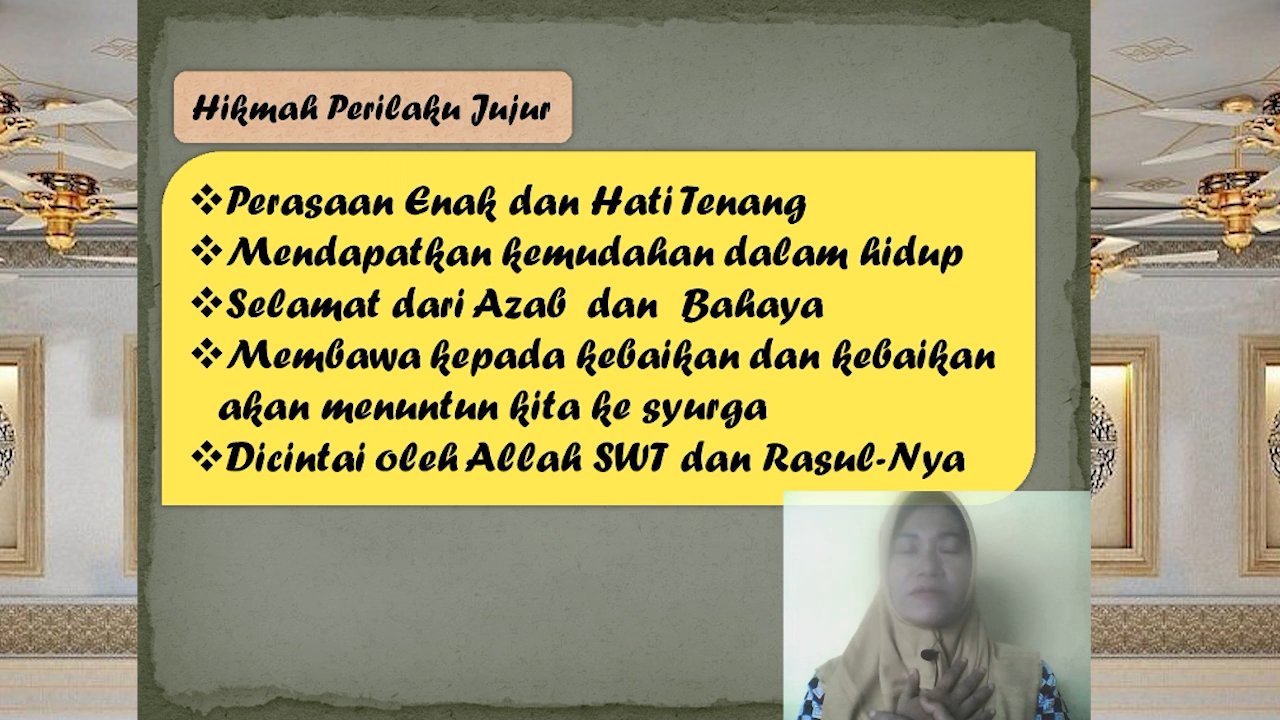 Hikmah Perilaku Jujur
❖Perasaan Enak dan Hati Tenang
❖Mendapatkan kemudahan dalam hidup
❖Selamat dari Azab dan Bahaya
❖Membawa kepada kebaikan dan kebaikan
akan menuntun kita ke syurga
❖Dicintai oleh Allah SWT dan Rasul-Nya